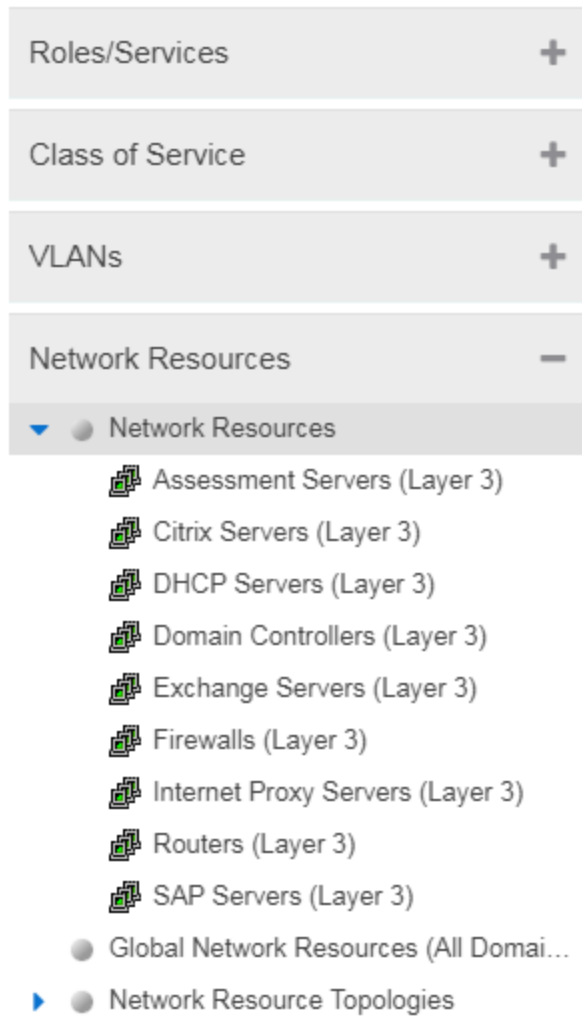 Roles/Services
Class of Service
VLANs
Network Resources
Network Resources
Assessment Servers (Layer 3)
Citrix Servers (Layer 3)
DHCP Servers (Layer 3)
Domain Controllers (Layer 3)
Exchange Servers (Layer 3)
Firewalls (Layer 3)
Internet Proxy Servers (Layer 3)
Routers (Layer 3)
SAP Servers (Layer 3)
Global Network Resources (All Domai...
Network Resource Topologies